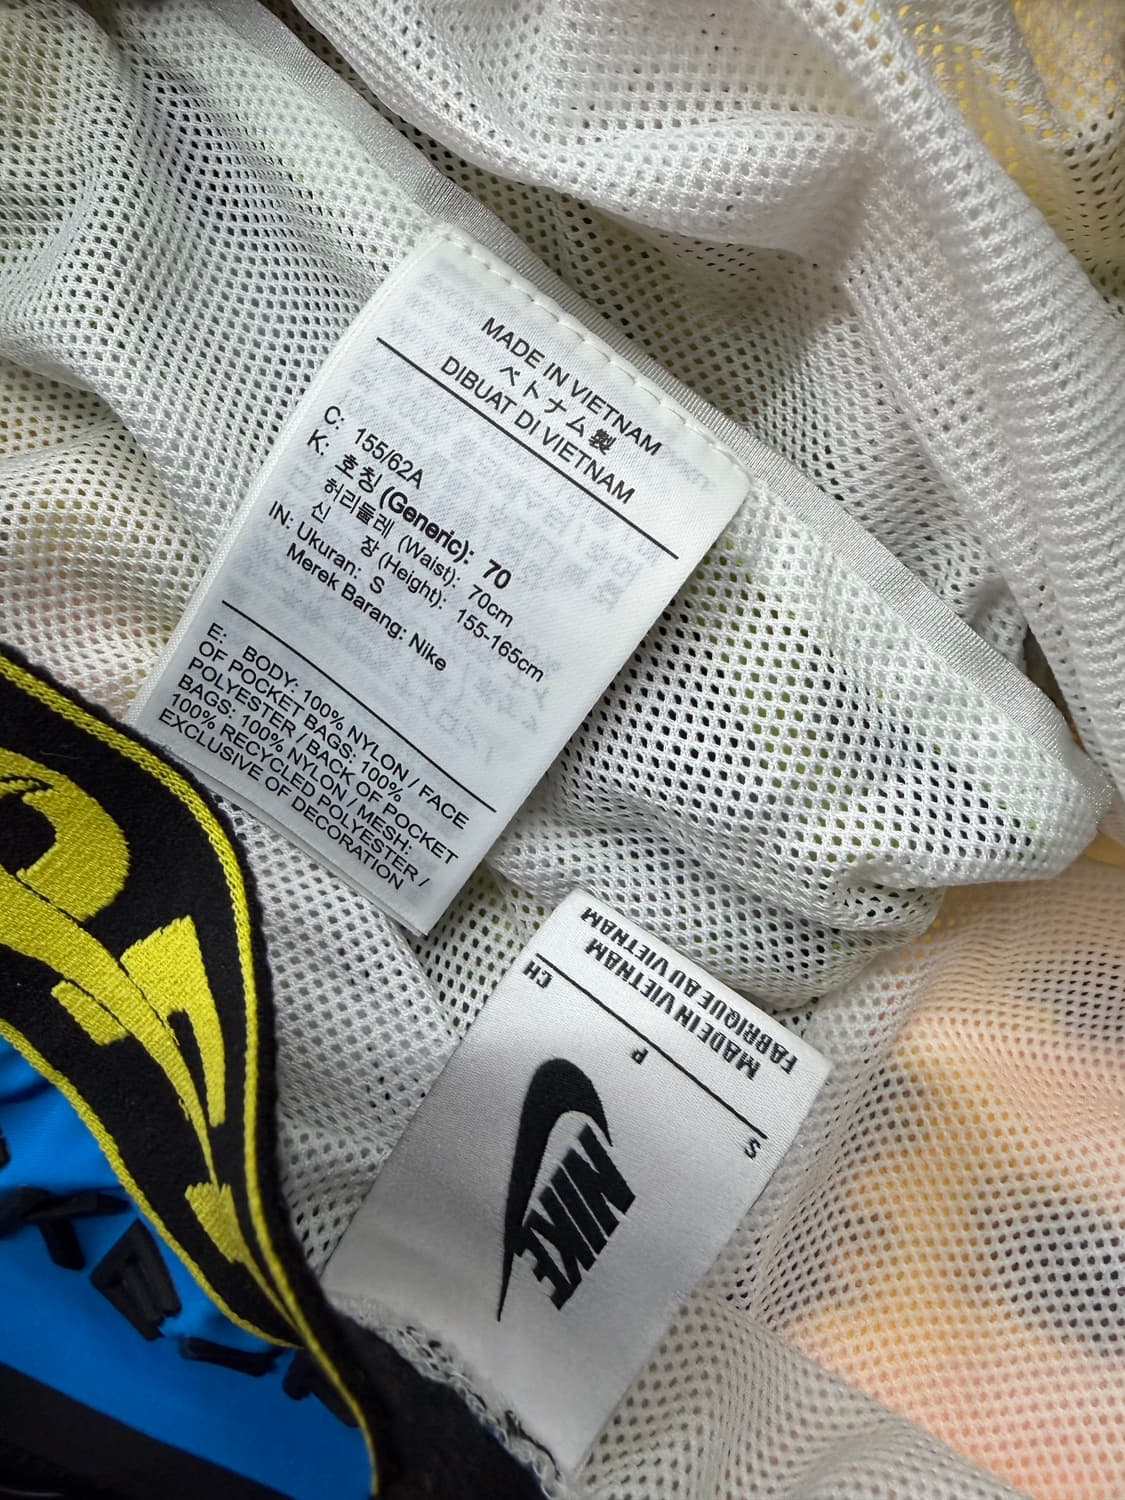 MADE IN VIETNAM
ベトナム製
DIBUAT DI VIETNAM
C: 155/62A
K: 호칭 (Generic): 70
허리둘레 (Waist): 70cm
신 장 (Height): 155-165cm
IN: Ukuran: S
Merek Barang: Nike
E: BODY: 100% NYLON / FACE
OF POCKET BAGS: 100%
POLYESTER / BACK OF POCKET
BAGS: 100% NYLON / MESH:
100% RECYCLED POLYESTER /
EXCLUSIVE OF DECORATION
MADE IN VIETNAM
FABRIQUE AU VIETNAM
S P CH
NIKE